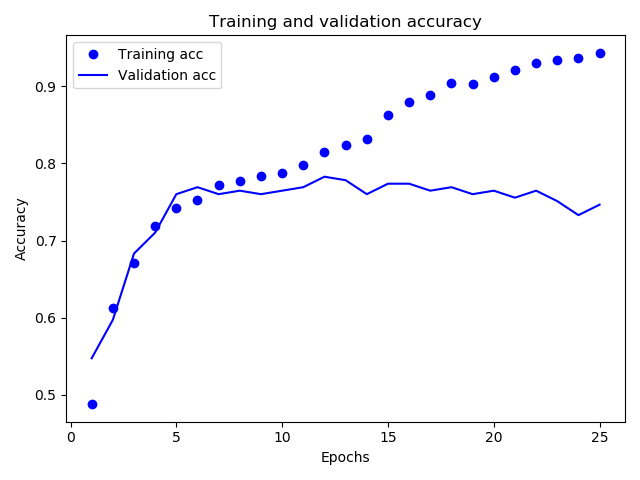 Training and validation accuracy
Training acc
Validation acc
Accuracy
0.9
0.8
0.7
0.6
0.5
0 5 10 15 20 25
Epochs